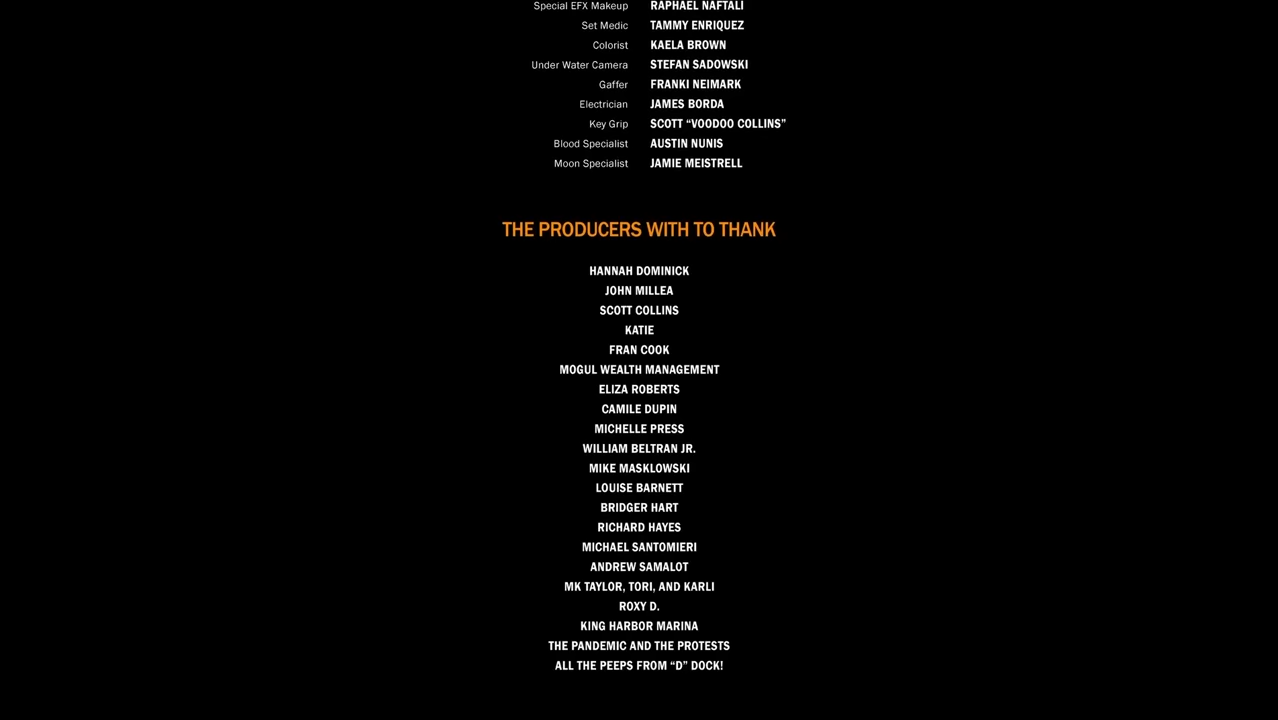 Special EFX Makeup RAPHAEL NAFTALI
Set Medic TAMMY ENRIQUEZ
Colorist KAELA BROWN
Under Water Camera STEFAN SADOWSKI
Gaffer FRANKI NEIMARK
Electrician JAMES BORDA
Key Grip SCOTT “VOODOO COLLINS”
Blood Specialist AUSTIN NUNIS
Moon Specialist JAMIE MEISTRELL
THE PRODUCERS WITH TO THANK
HANNAH DOMINICK
JOHN MILLEA
SCOTT COLLINS
KATIE
FRAN COOK
MOGUL WEALTH MANAGEMENT
ELIZA ROBERTS
CAMILE DUPIN
MICHELLE PRESS
WILLIAM BELTRAN JR.
MIKE MASKLOWSKI
LOUISE BARNETT
BRIDGER HART
RICHARD HAYES
MICHAEL SANTOMIERI
ANDREW SAMALOT
MK TAYLOR, TORI, AND KARLI
ROXY D.
KING HARBOR MARINA
THE PANDEMIC AND THE PROTESTS
ALL THE PEEPS FROM “D” DOCK!